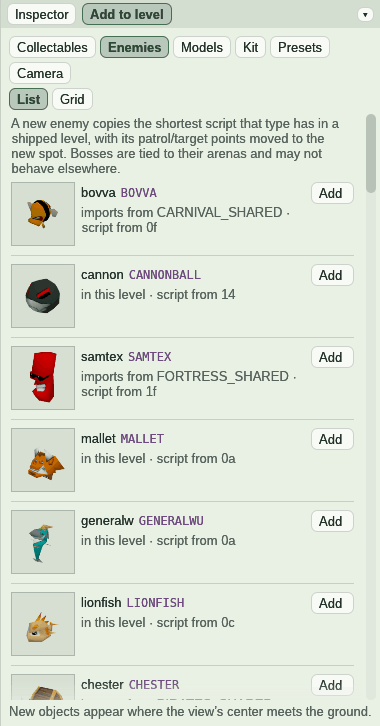 Inspector
Add to level
▾
Collectables
Enemies
Models
Kit
Presets
Camera
List
Grid
A new enemy copies the shortest script that type has in a
shipped level, with its patrol/target points moved to the
new spot. Bosses are tied to their arenas and may not
behave elsewhere.
bovva BOVVA
Add
imports from CARNIVAL_SHARED ·
script from 0f
cannon CANNONBALL
Add
in this level · script from 14
samtex SAMTEX
Add
imports from FORTRESS_SHARED ·
script from 1f
mallet MALLET
Add
in this level · script from 0a
generalw GENERALWU
Add
in this level · script from 0a
lionfish LIONFISH
Add
in this level · script from 0c
chester CHESTER
Add
New objects appear where the view's center meets the ground.